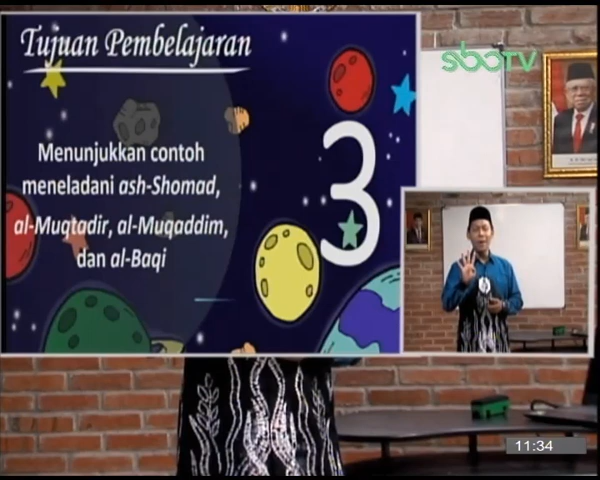 Tujuan Pembelajaran
sboTV
Menunjukkan contoh
meneladani ash-Shomad,
al-Muqtadir, al-Muqaddim,
dan al-Baqi
3
11:34